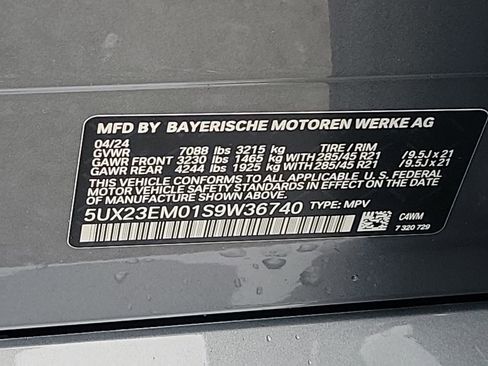 MFD BY BAYERISCHE MOTOREN WERKE AG
04/24 TIRE / RIM
GVWR 7088 lbs 3215 kg
GAWR FRONT 3230 lbs 1465 kg WITH 285/45 R21 / 9.5J x 21
GAWR REAR 4244 lbs 1925 kg WITH 285/45 R21 / 9.5J x 21
THIS VEHICLE CONFORMS TO ALL APPLICABLE U. S. FEDERAL
MOTOR VEHICLE SAFETY STANDARDS IN EFFECT ON THE DATE OF MANUFACTURE SHOWN ABOVE.
5UX23EM01S9W36740 TYPE: MPV
C4WM
7 320 729